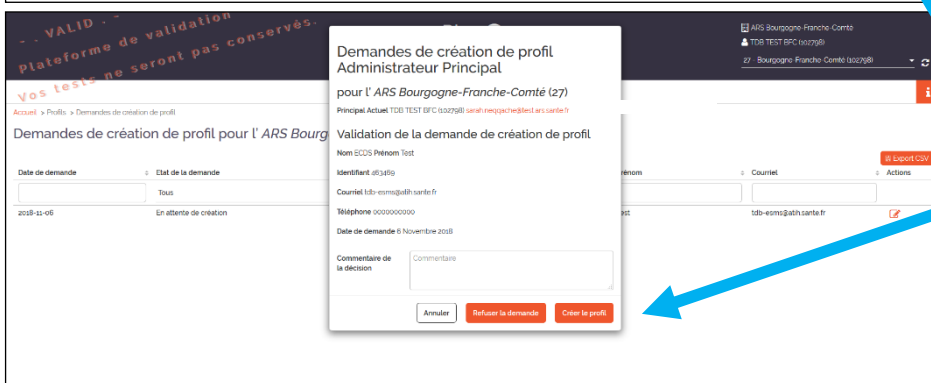 - . VALID . -
Plateforme de validation
Vos tests ne seront pas conservés.
ARS Bourgogne-Franche-Comté
TDB TEST BFC (102798)
27 - Bourgogne-Franche-Comté (102798)
Accueil > Profils > Demandes de création de profil
Demandes de création de profil pour l' ARS Bourg
Export CSV
Date de demande
Etat de la demande
rénom
Courriel
Actions
Tous
2018-11-06
En attente de création
est
tdb-esms@atih.sante.fr
Demandes de création de profil
Administrateur Principal
pour l' ARS Bourgogne-Franche-Comté (27)
Principal Actuel TDB TEST BFC (102798) sarah.neqqache@test.ars.sante.fr
Validation de la demande de création de profil
Nom ECDS Prénom Test
Identifiant 463469
Courriel tdb-esms@atih.sante.fr
Téléphone 0000000000
Date de demande 6 Novembre 2018
Commentaire de
la décision
Commentaire
Annuler
Refuser la demande
Créer le profil